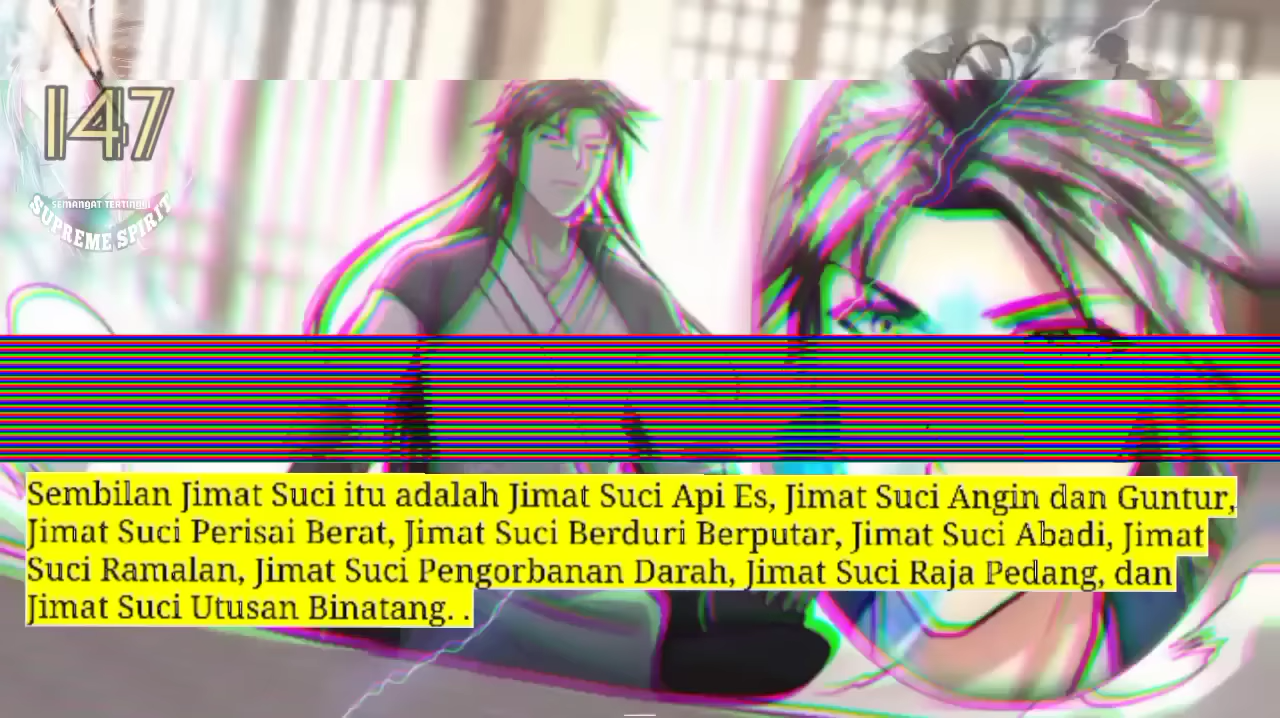 147
SEMANGAT TERTINGGI
SUPREME SPIRIT
Sembilan Jimat Suci itu adalah Jimat Suci Api Es, Jimat Suci Angin dan Guntur,
Jimat Suci Perisai Berat, Jimat Suci Berduri Berputar, Jimat Suci Abadi, Jimat
Suci Ramalan, Jimat Suci Pengorbanan Darah, Jimat Suci Raja Pedang, dan
Jimat Suci Utusan Binatang. .